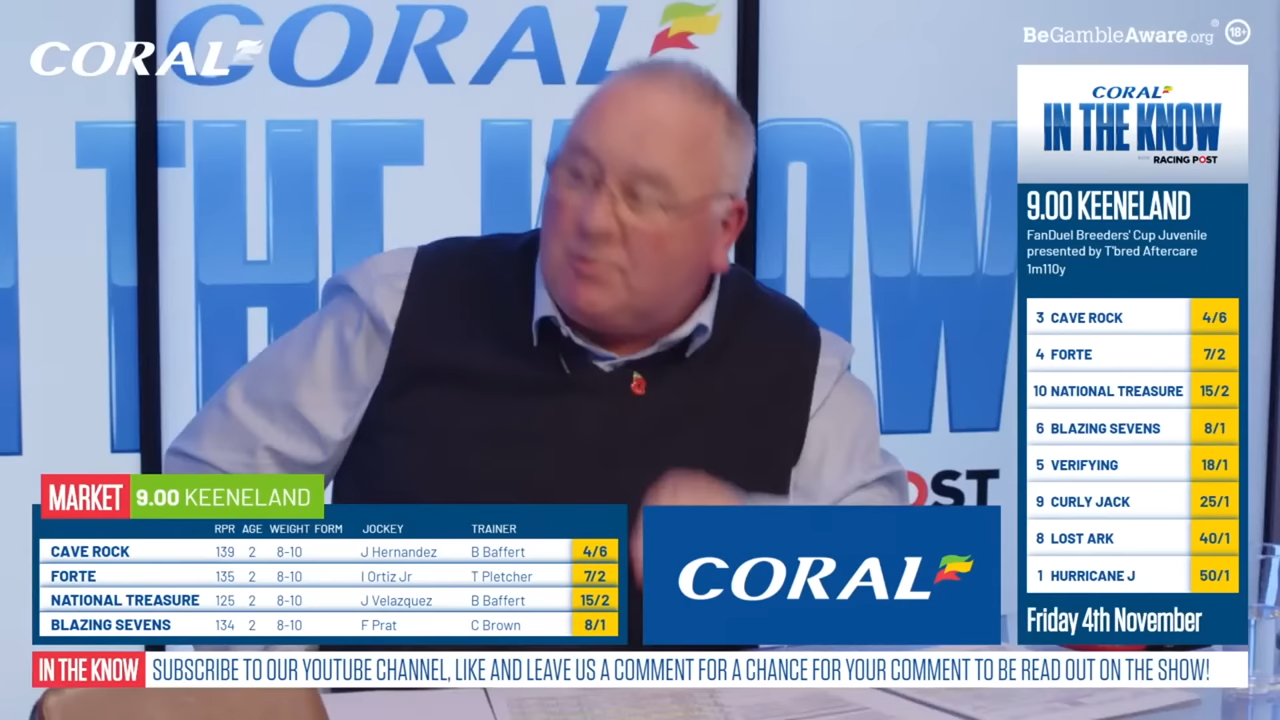 CORAL
CORAL
THE KNOW
BeGambleAware.org® 18+
CORAL
IN THE KNOW
WITH RACING POST
9.00 KEENELAND
FanDuel Breeders' Cup Juvenile
presented by T'bred Aftercare
1m110y
3 CAVE ROCK 4/6
4 FORTE 7/2
10 NATIONAL TREASURE 15/2
6 BLAZING SEVENS 8/1
5 VERIFYING 18/1
9 CURLY JACK 25/1
8 LOST ARK 40/1
1 HURRICANE J 50/1
Friday 4th November
OST
MARKET 9.00 KEENELAND
RPR AGE WEIGHT FORM JOCKEY TRAINER
CAVE ROCK 139 2 8-10 J Hernandez B Baffert 4/6
FORTE 135 2 8-10 I Ortiz Jr T Pletcher 7/2
NATIONAL TREASURE 125 2 8-10 J Velazquez B Baffert 15/2
BLAZING SEVENS 134 2 8-10 F Prat C Brown 8/1
CORAL
IN THE KNOW SUBSCRIBE TO OUR YOUTUBE CHANNEL, LIKE AND LEAVE US A COMMENT FOR A CHANCE FOR YOUR COMMENT TO BE READ OUT ON THE SHOW!